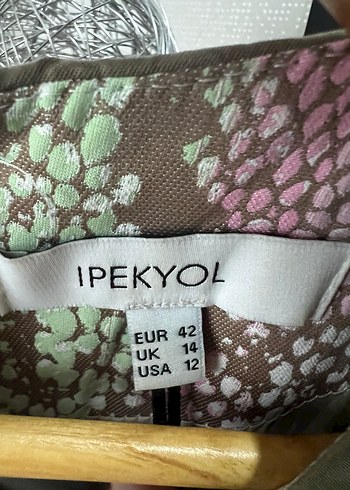 IPEKYOL
EUR 42
UK 14
USA 12